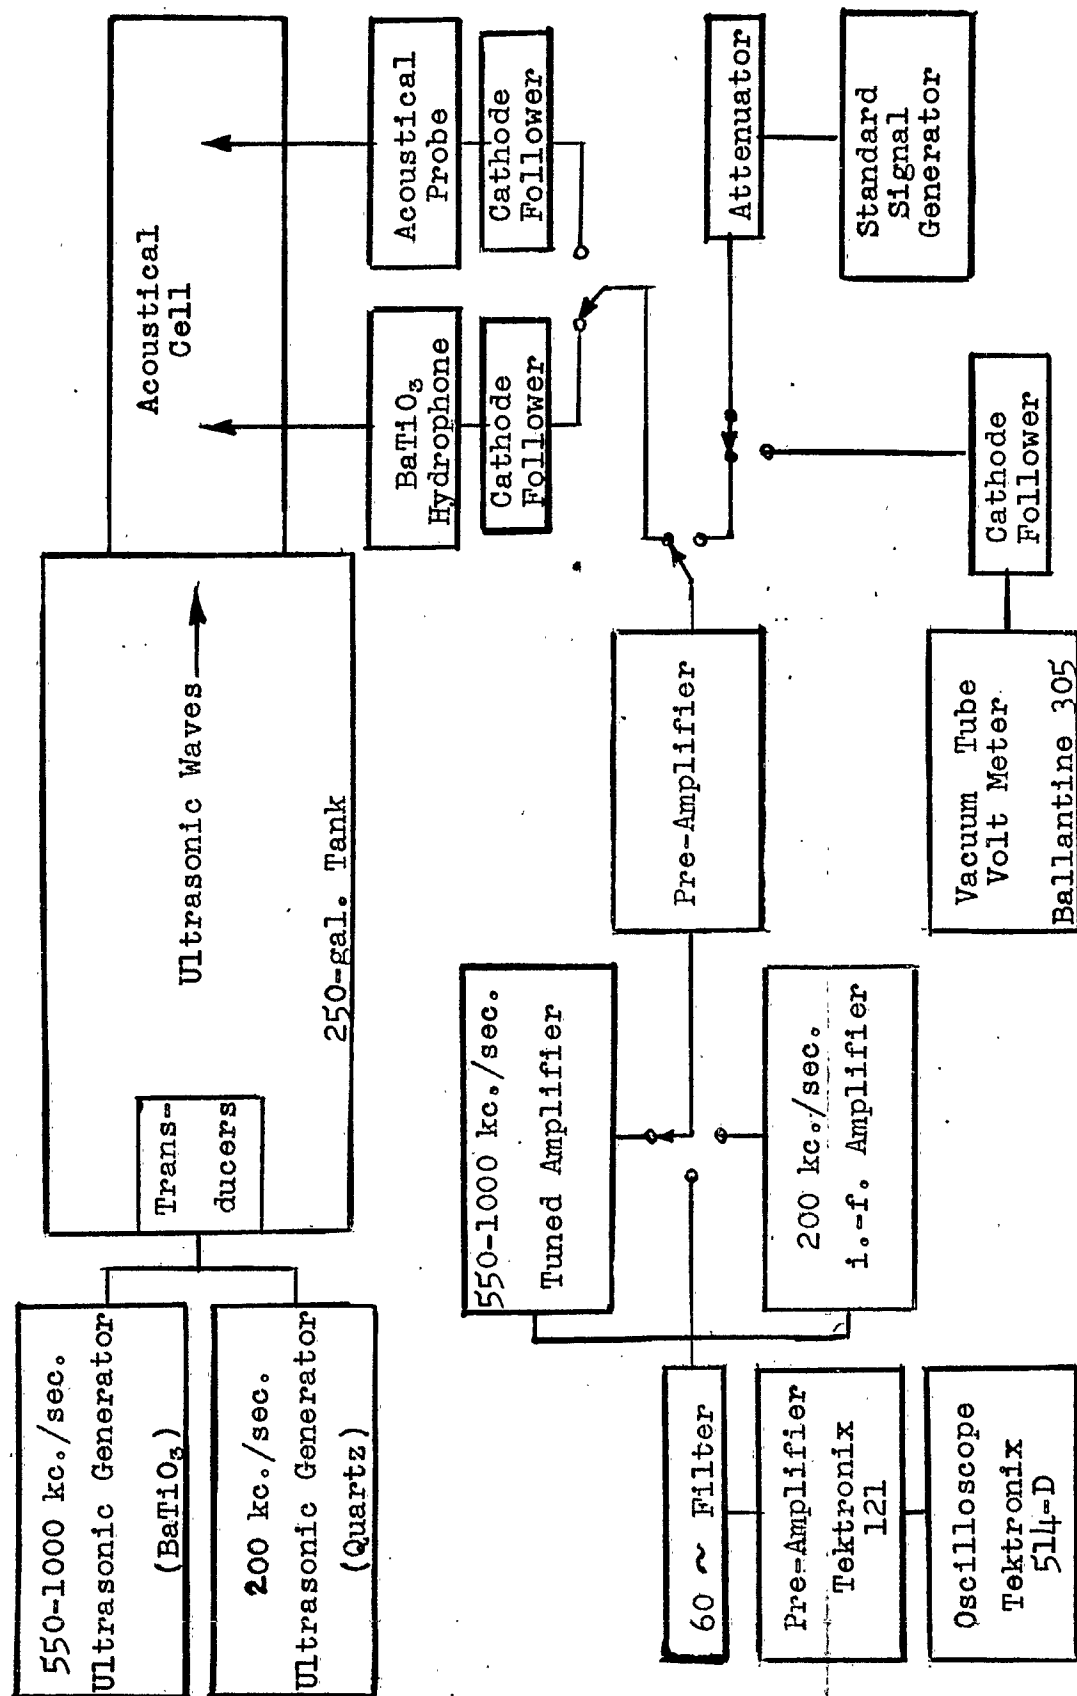 550-1000 kc./sec.
Ultrasonic Generator
(BaTiO₃)
200 kc./sec.
Ultrasonic Generator
(Quartz)
Trans-
ducers
Ultrasonic Waves
250-gal. Tank
Acoustical
Cell
BaTiO₃
Hydrophone
Cathode
Follower
Acoustical
Probe
Cathode
Follower
550-1000 kc./sec.
Tuned Amplifier
200 kc./sec.
i.-f. Amplifier
Pre-Amplifier
Attenuator
Standard
Signal
Generator
Cathode
Follower
Vacuum Tube
Volt Meter
Ballantine 305
60 ~ Filter
Pre-Amplifier
Tektronix
121
Oscilloscope
Tektronix
514-D